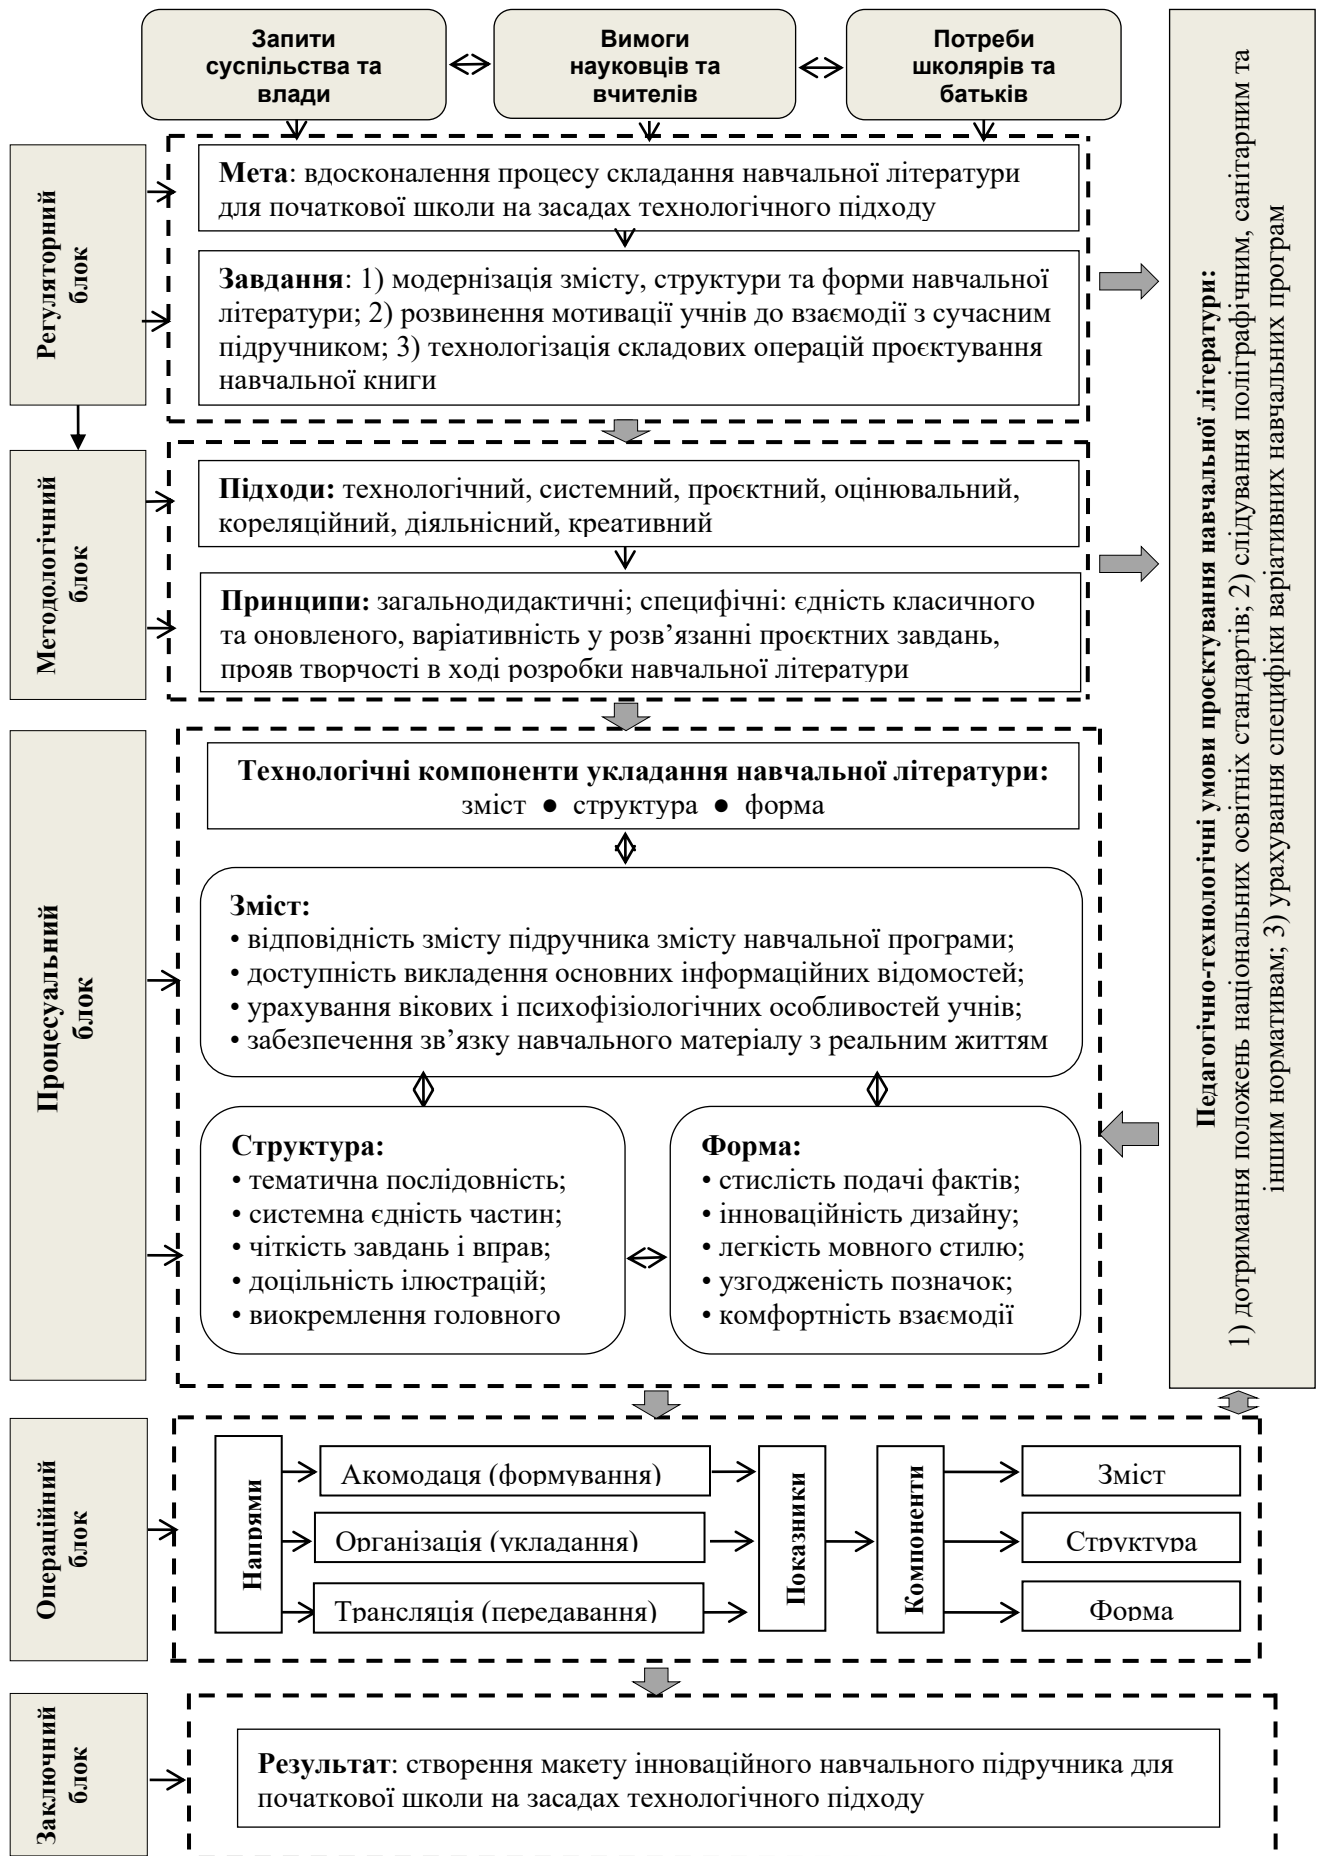 Запити
суспільства та
влади
Вимоги
науковців та
вчителів
Потреби
школярів та
батьків
Регуляторний
блок
Мета: вдосконалення процесу складання навчальної літератури
для початкової школи на засадах технологічного підходу
Завдання: 1) модернізація змісту, структури та форми навчальної
літератури; 2) розвинення мотивації учнів до взаємодії з сучасним
підручником; 3) технологізація складових операцій проєктування
навчальної книги
Методологічний
блок
Підходи: технологічний, системний, проєктний, оцінювальний,
кореляційний, діяльнісний, креативний
Принципи: загальнодидактичні; специфічні: єдність класичного
та оновленого, варіативність у розв’язанні проєктних завдань,
прояв творчості в ході розробки навчальної літератури
Педагогічно-технологічні умови проєктування навчальної літератури:
1) дотримання положень національних освітніх стандартів; 2) слідування поліграфічним, санітарним та
іншим нормативам; 3) урахування специфіки варіативних навчальних програм
Процесуальний
блок
Технологічні компоненти укладання навчальної літератури:
зміст ● структура ● форма
Зміст:
• відповідність змісту підручника змісту навчальної програми;
• доступність викладення основних інформаційних відомостей;
• урахування вікових і психофізіологічних особливостей учнів;
• забезпечення зв’язку навчального матеріалу з реальним життям
Структура:
• тематична послідовність;
• системна єдність частин;
• чіткість завдань і вправ;
• доцільність ілюстрацій;
• виокремлення головного
Форма:
• стислість подачі фактів;
• інноваційність дизайну;
• легкість мовного стилю;
• узгодженість позначок;
• комфортність взаємодії
Операційний
блок
Напрями
Акомодаця (формування)
Організація (укладання)
Трансляція (передавання)
Показники
Компоненти
Зміст
Структура
Форма
Заключний
блок
Результат: створення макету інноваційного навчального підручника для
початкової школи на засадах технологічного підходу